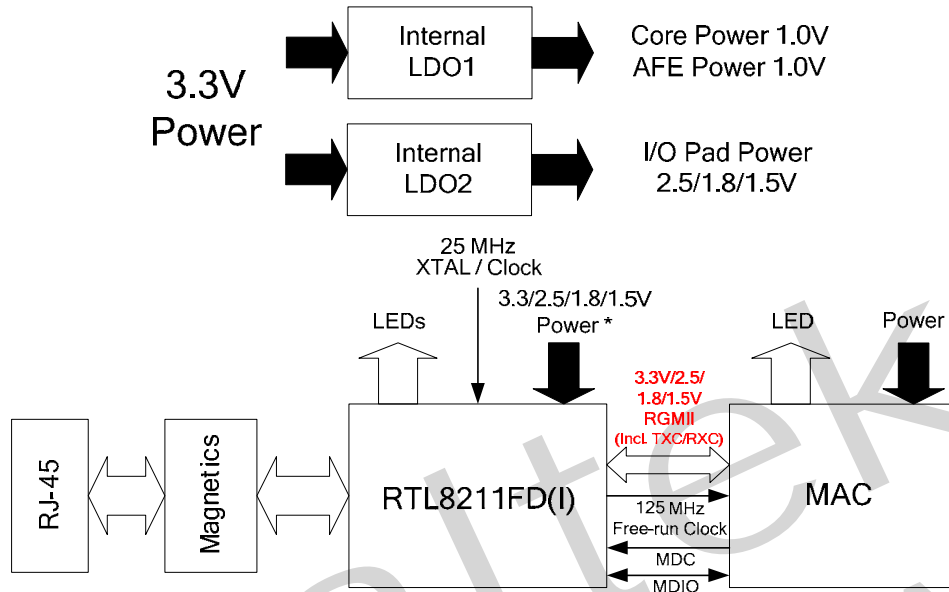 3.3V
Power
Internal
LDO1
Core Power 1.0V
AFE Power 1.0V
Internal
LDO2
I/O Pad Power
2.5/1.8/1.5V
25 MHz
XTAL / Clock
3.3/2.5/1.8/1.5V
Power *
LEDs
LED
Power
3.3V/2.5/
1.8/1.5V
RGMII
(Incl. TXC/RXC)
RJ-45
Magnetics
RTL8211FD(I)
MAC
125 MHz
Free-run Clock
MDC
MDIO